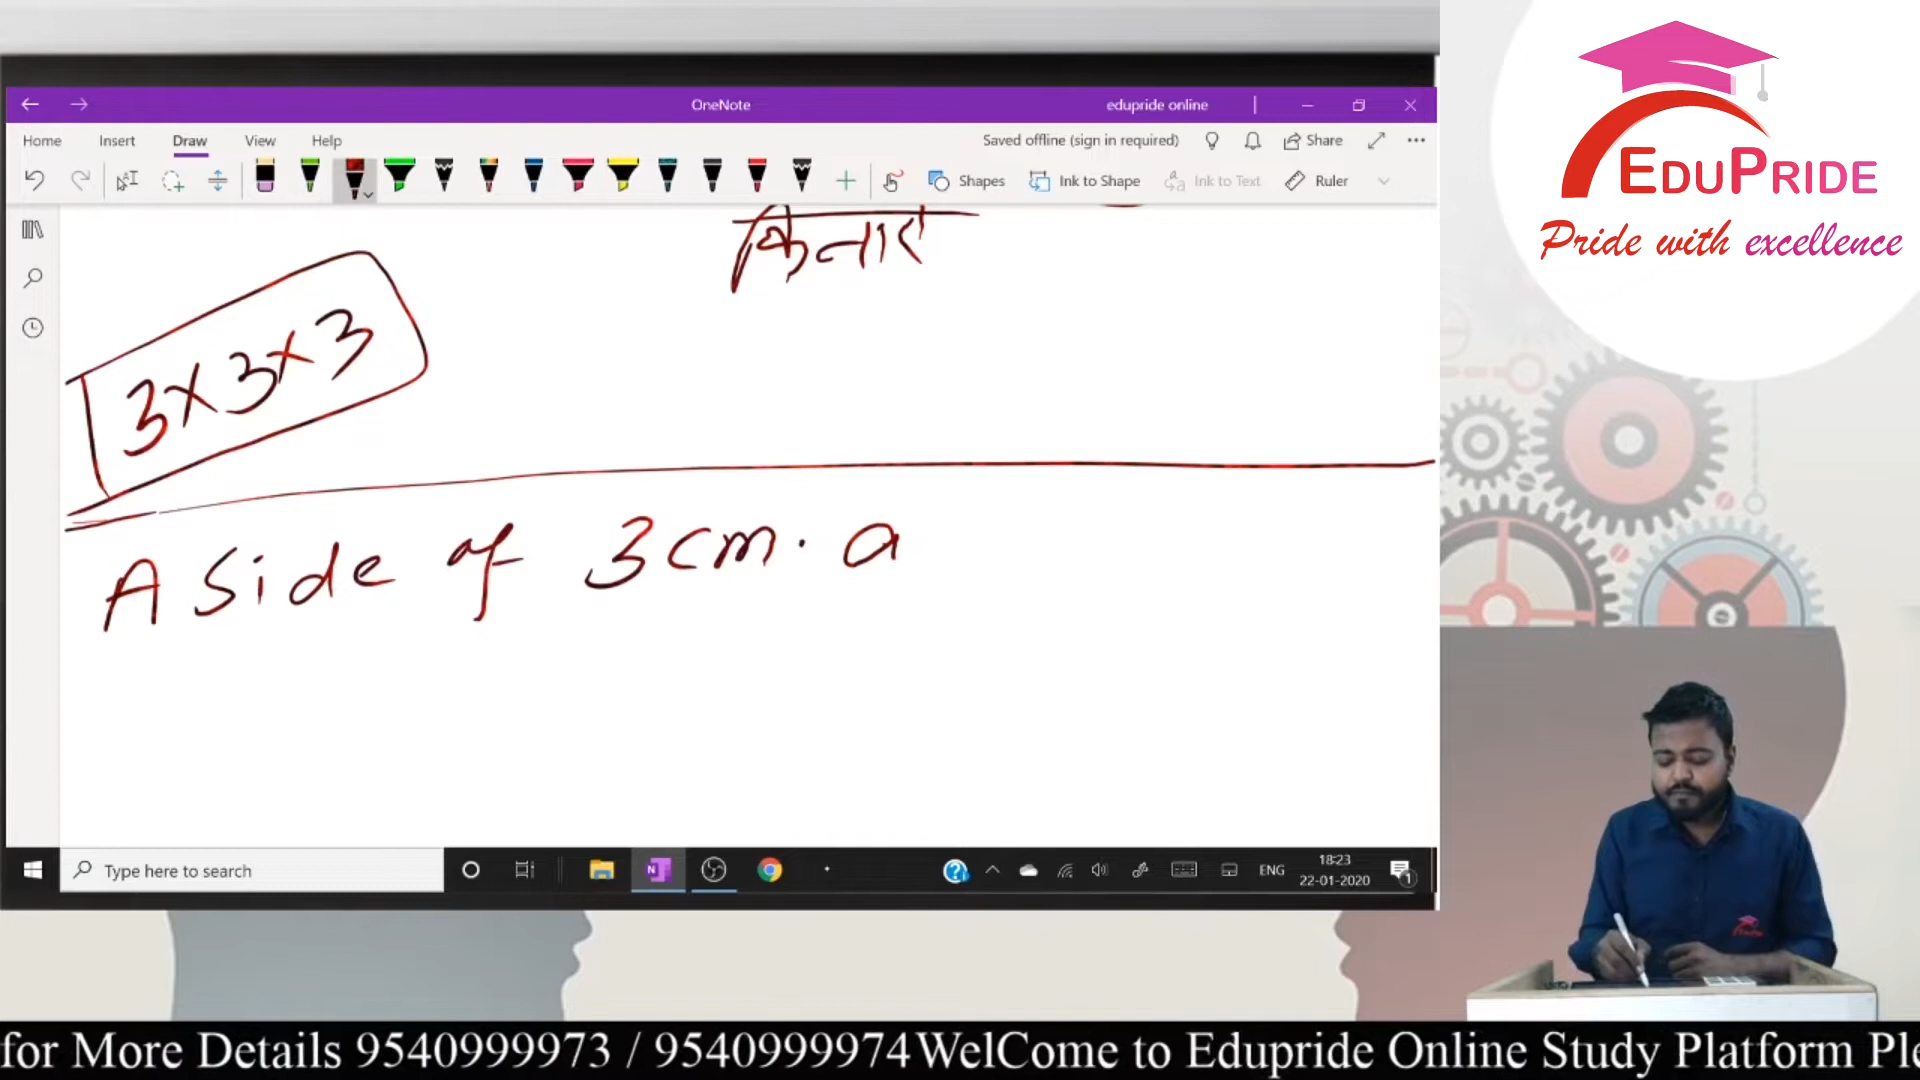 OneNote
edupride online
Home Insert Draw View Help
Saved offline (sign in required)
Share
Shapes
Ink to Shape
Ink to Text
Ruler
EDUPRIDE
Pride with excellence
किनारे
3×3×3
A Side of 3cm. a
Type here to search
ENG
18:23
22-01-2020
1
for More Details 9540999973 / 9540999974WelCome to Edupride Online Study Platform Ple